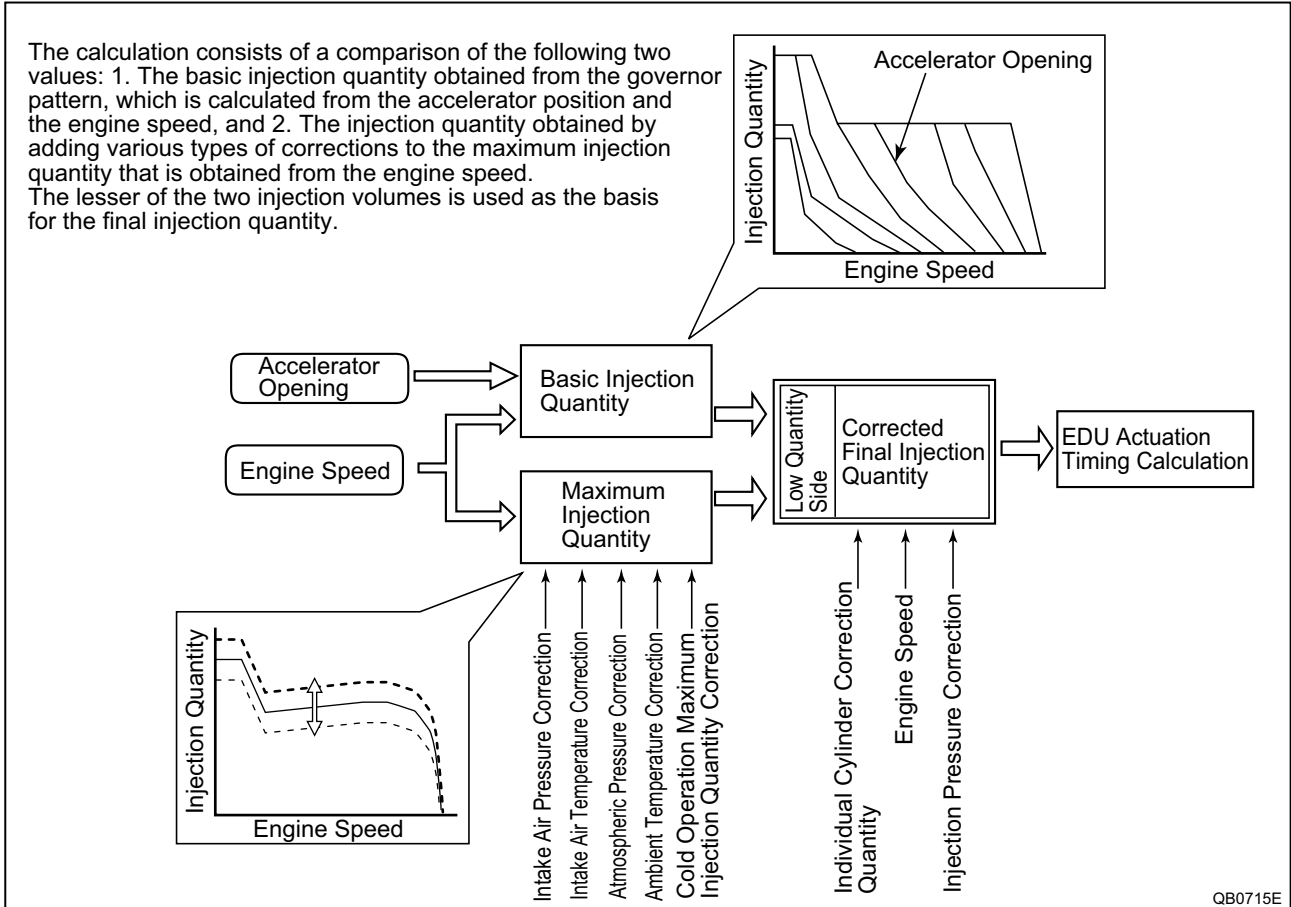 The calculation consists of a comparison of the following two
values: 1. The basic injection quantity obtained from the governor
pattern, which is calculated from the accelerator position and
the engine speed, and 2. The injection quantity obtained by
adding various types of corrections to the maximum injection
quantity that is obtained from the engine speed.
The lesser of the two injection volumes is used as the basis
for the final injection quantity.
Injection Quantity
Accelerator Opening
Engine Speed
Accelerator
Opening
Engine Speed
Basic Injection
Quantity
Maximum
Injection
Quantity
Low Quantity
Side
Corrected
Final Injection
Quantity
EDU Actuation
Timing Calculation
Injection Quantity
Engine Speed
Intake Air Pressure Correction
Intake Air Temperature Correction
Atmospheric Pressure Correction
Ambient Temperature Correction
Cold Operation Maximum
Injection Quantity Correction
Individual Cylinder Correction
Quantity
Engine Speed
Injection Pressure Correction
QB0715E